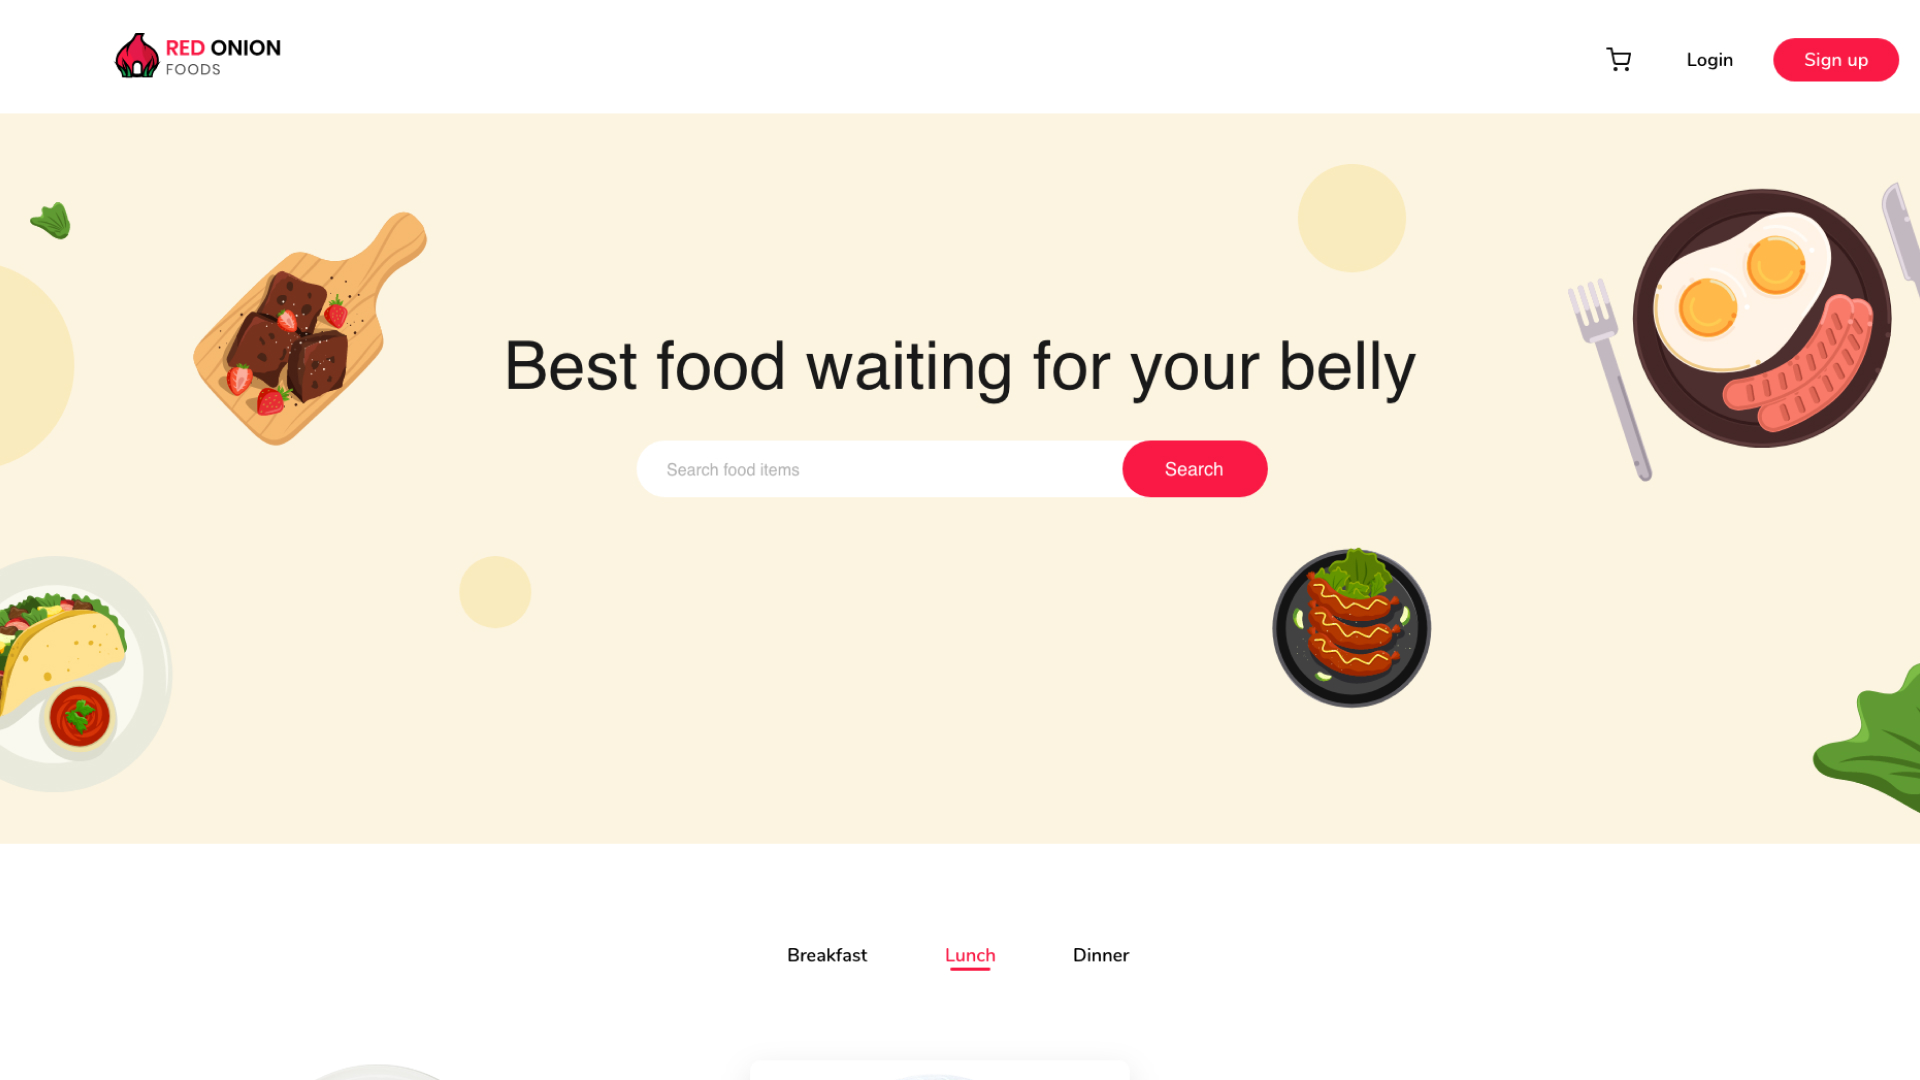 RED ONION
FOODS
Login
Sign up
Best food waiting for your belly
Search food items
Search
Breakfast
Lunch
Dinner